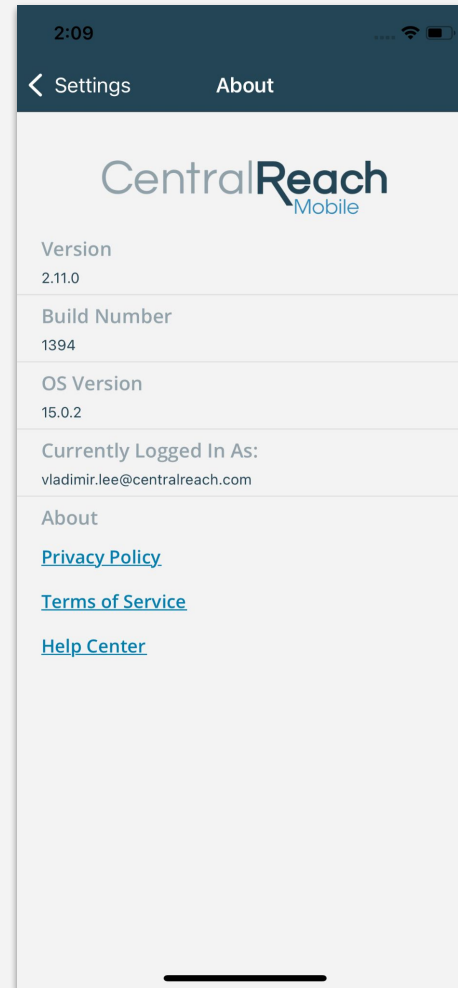 2:09
Settings About
CentralReach
Mobile
Version
2.11.0
Build Number
1394
OS Version
15.0.2
Currently Logged In As:
vladimir.lee@centralreach.com
About
Privacy Policy
Terms of Service
Help Center